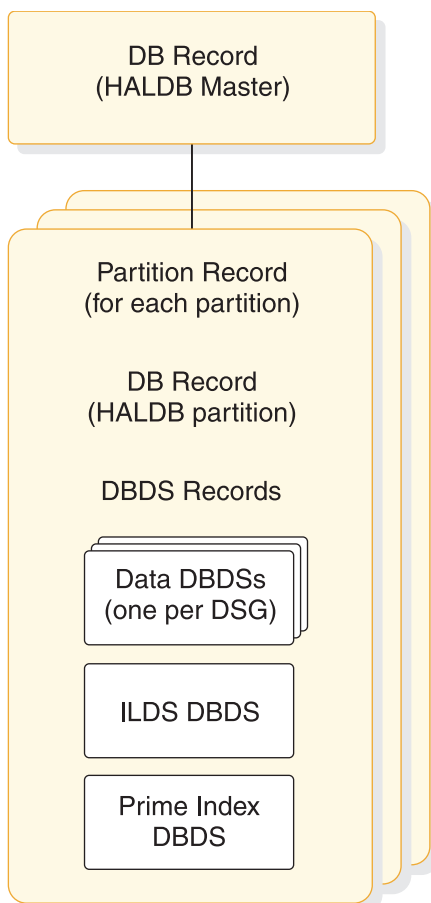 DB Record
(HALDB Master)
Partition Record
(for each partition)
DB Record
(HALDB partition)
DBDS Records
Data DBDSs
(one per DSG)
ILDS DBDS
Prime Index
DBDS